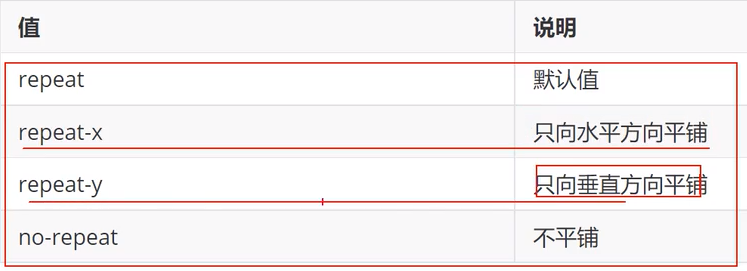 值 说明
repeat 默认值
repeat-x 只向水平方向平铺
repeat-y 只向垂直方向平铺
no-repeat 不平铺